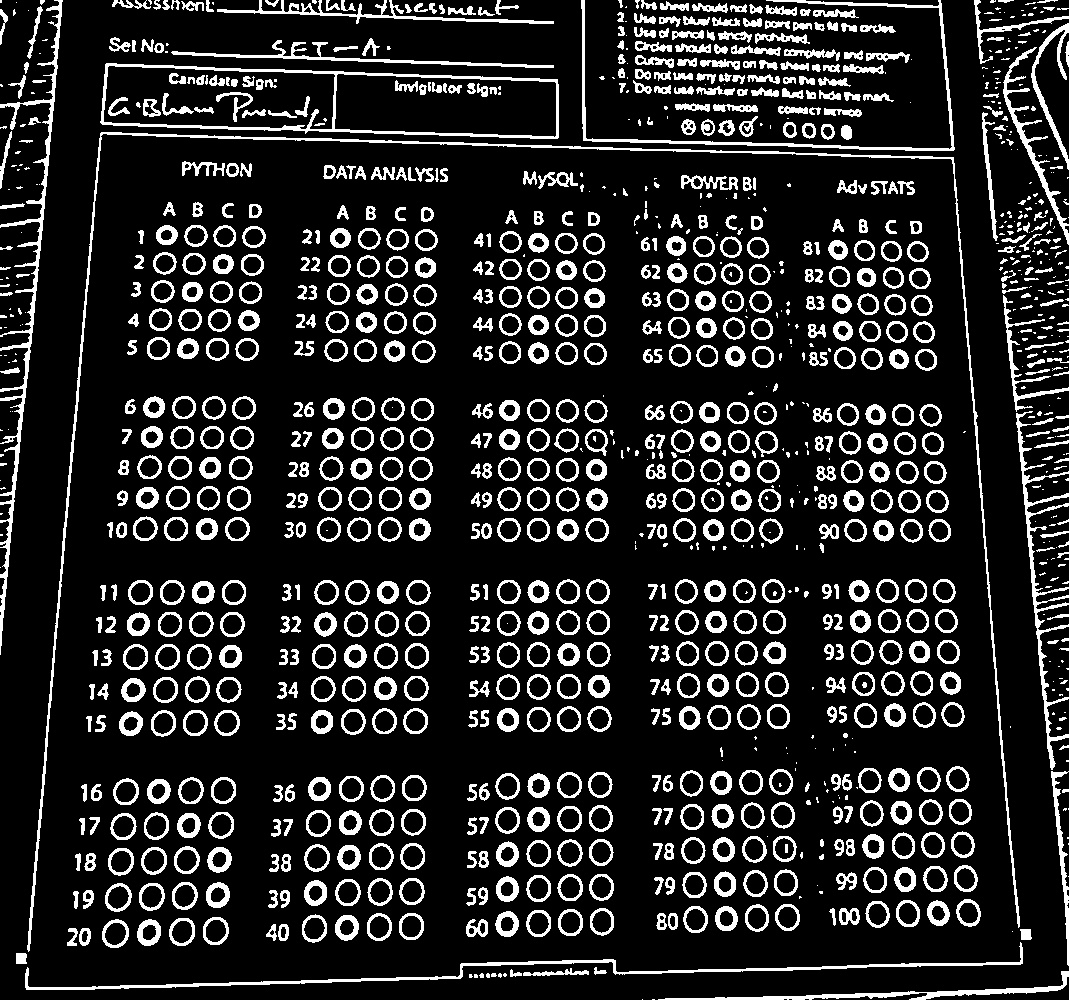 Assessment: Monthly Assessment
Set No: SET-A.
Candidate Sign: Invigilator Sign:
1. This sheet should not be folded or crushed.
2. Use only blue/ black ball point pen to fill the circles.
3. Use of pencil is strictly prohibited.
4. Circles should be darkened completely and properly.
5. Cutting and erasing on this sheet is not allowed.
6. Do not use any stray marks on the sheet.
7. Do not use marker or white fluid to hide the mark.
WRONG METHODS CORRECT METHOD
PYTHON DATA ANALYSIS MySQL POWER BI Adv STATS
A B C D A B C D A B C D A B C D A B C D
1 21 41 61 81
2 22 42 62 82
3 23 43 63 83
4 24 44 64 84
5 25 45 65 85
6 26 46 66 86
7 27 47 67 87
8 28 48 68 88
9 29 49 69 89
10 30 50 70 90
11 31 51 71 91
12 32 52 72 92
13 33 53 73 93
14 34 54 74 94
15 35 55 75 95
16 36 56 76 96
17 37 57 77 97
18 38 58 78 98
19 39 59 79 99
20 40 60 80 100